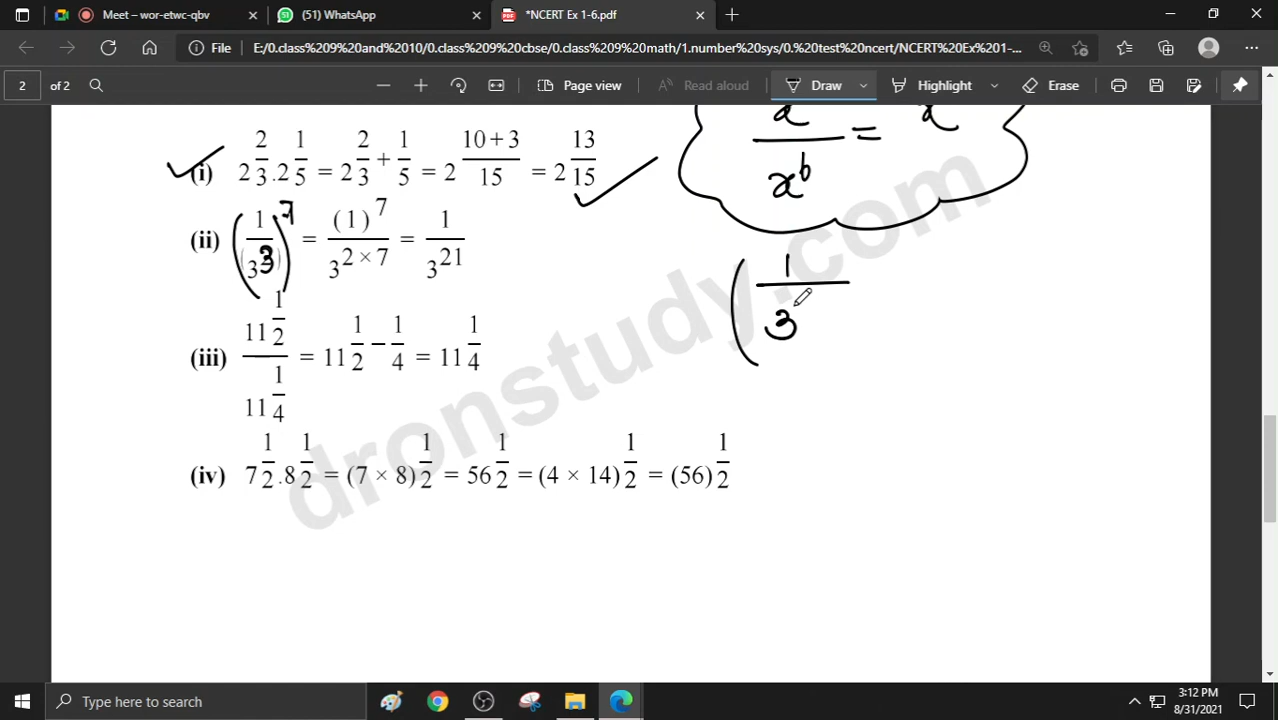 Meet – wor-etwc-qbv
(51) WhatsApp
*NCERT Ex 1-6.pdf
File
E:/0.class%209%20and%2010/0.class%209%20cbse/0.class%209%20math/1.number%20sys/0.%20test%20ncert/NCERT%20Ex%201-...
2 of 2
Page view
Read aloud
Draw
Highlight
Erase
x / x^b = x
(i) 2^(2/3) . 2^(1/5) = 2^(2/3 + 1/5) = 2^((10 + 3)/15) = 2^(13/15)
(ii) (1/(3^3))^7 = (1)^7 / 3^(2 × 7) = 1 / 3^21
( 1 / 3
(iii) 11^(1/2) / 11^(1/4) = 11^(1/2 − 1/4) = 11^(1/4)
(iv) 7^(1/2) . 8^(1/2) = (7 × 8)^(1/2) = 56^(1/2) = (4 × 14)^(1/2) = (56)^(1/2)
dronstudy.com
Type here to search
3:12 PM
8/31/2021